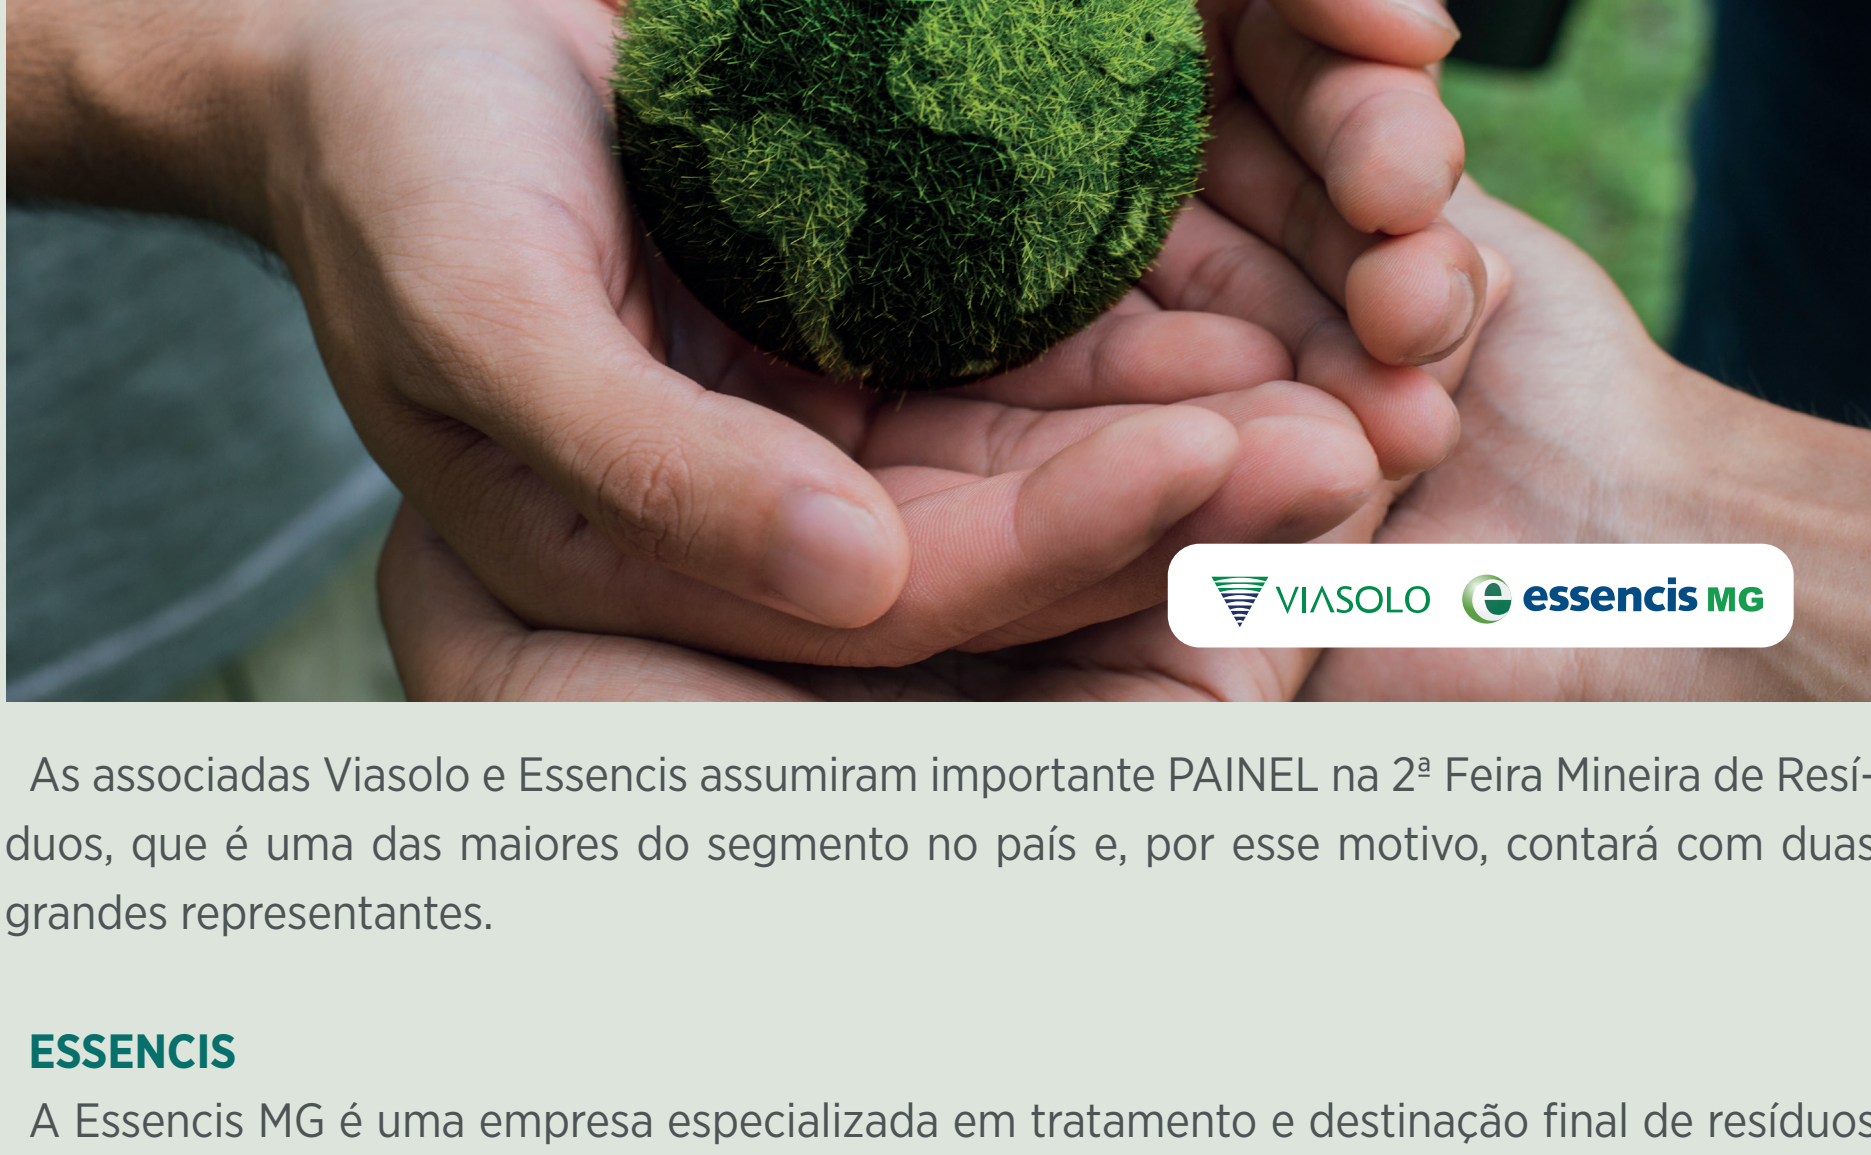 VIASOLO essencis MG
As associadas Viasolo e Essencis assumiram importante PAINEL na 2ª Feira Mineira de Resí-
duos, que é uma das maiores do segmento no país e, por esse motivo, contará com duas
grandes representantes.
ESSENCIS
A Essencis MG é uma empresa especializada em tratamento e destinação final de resíduos